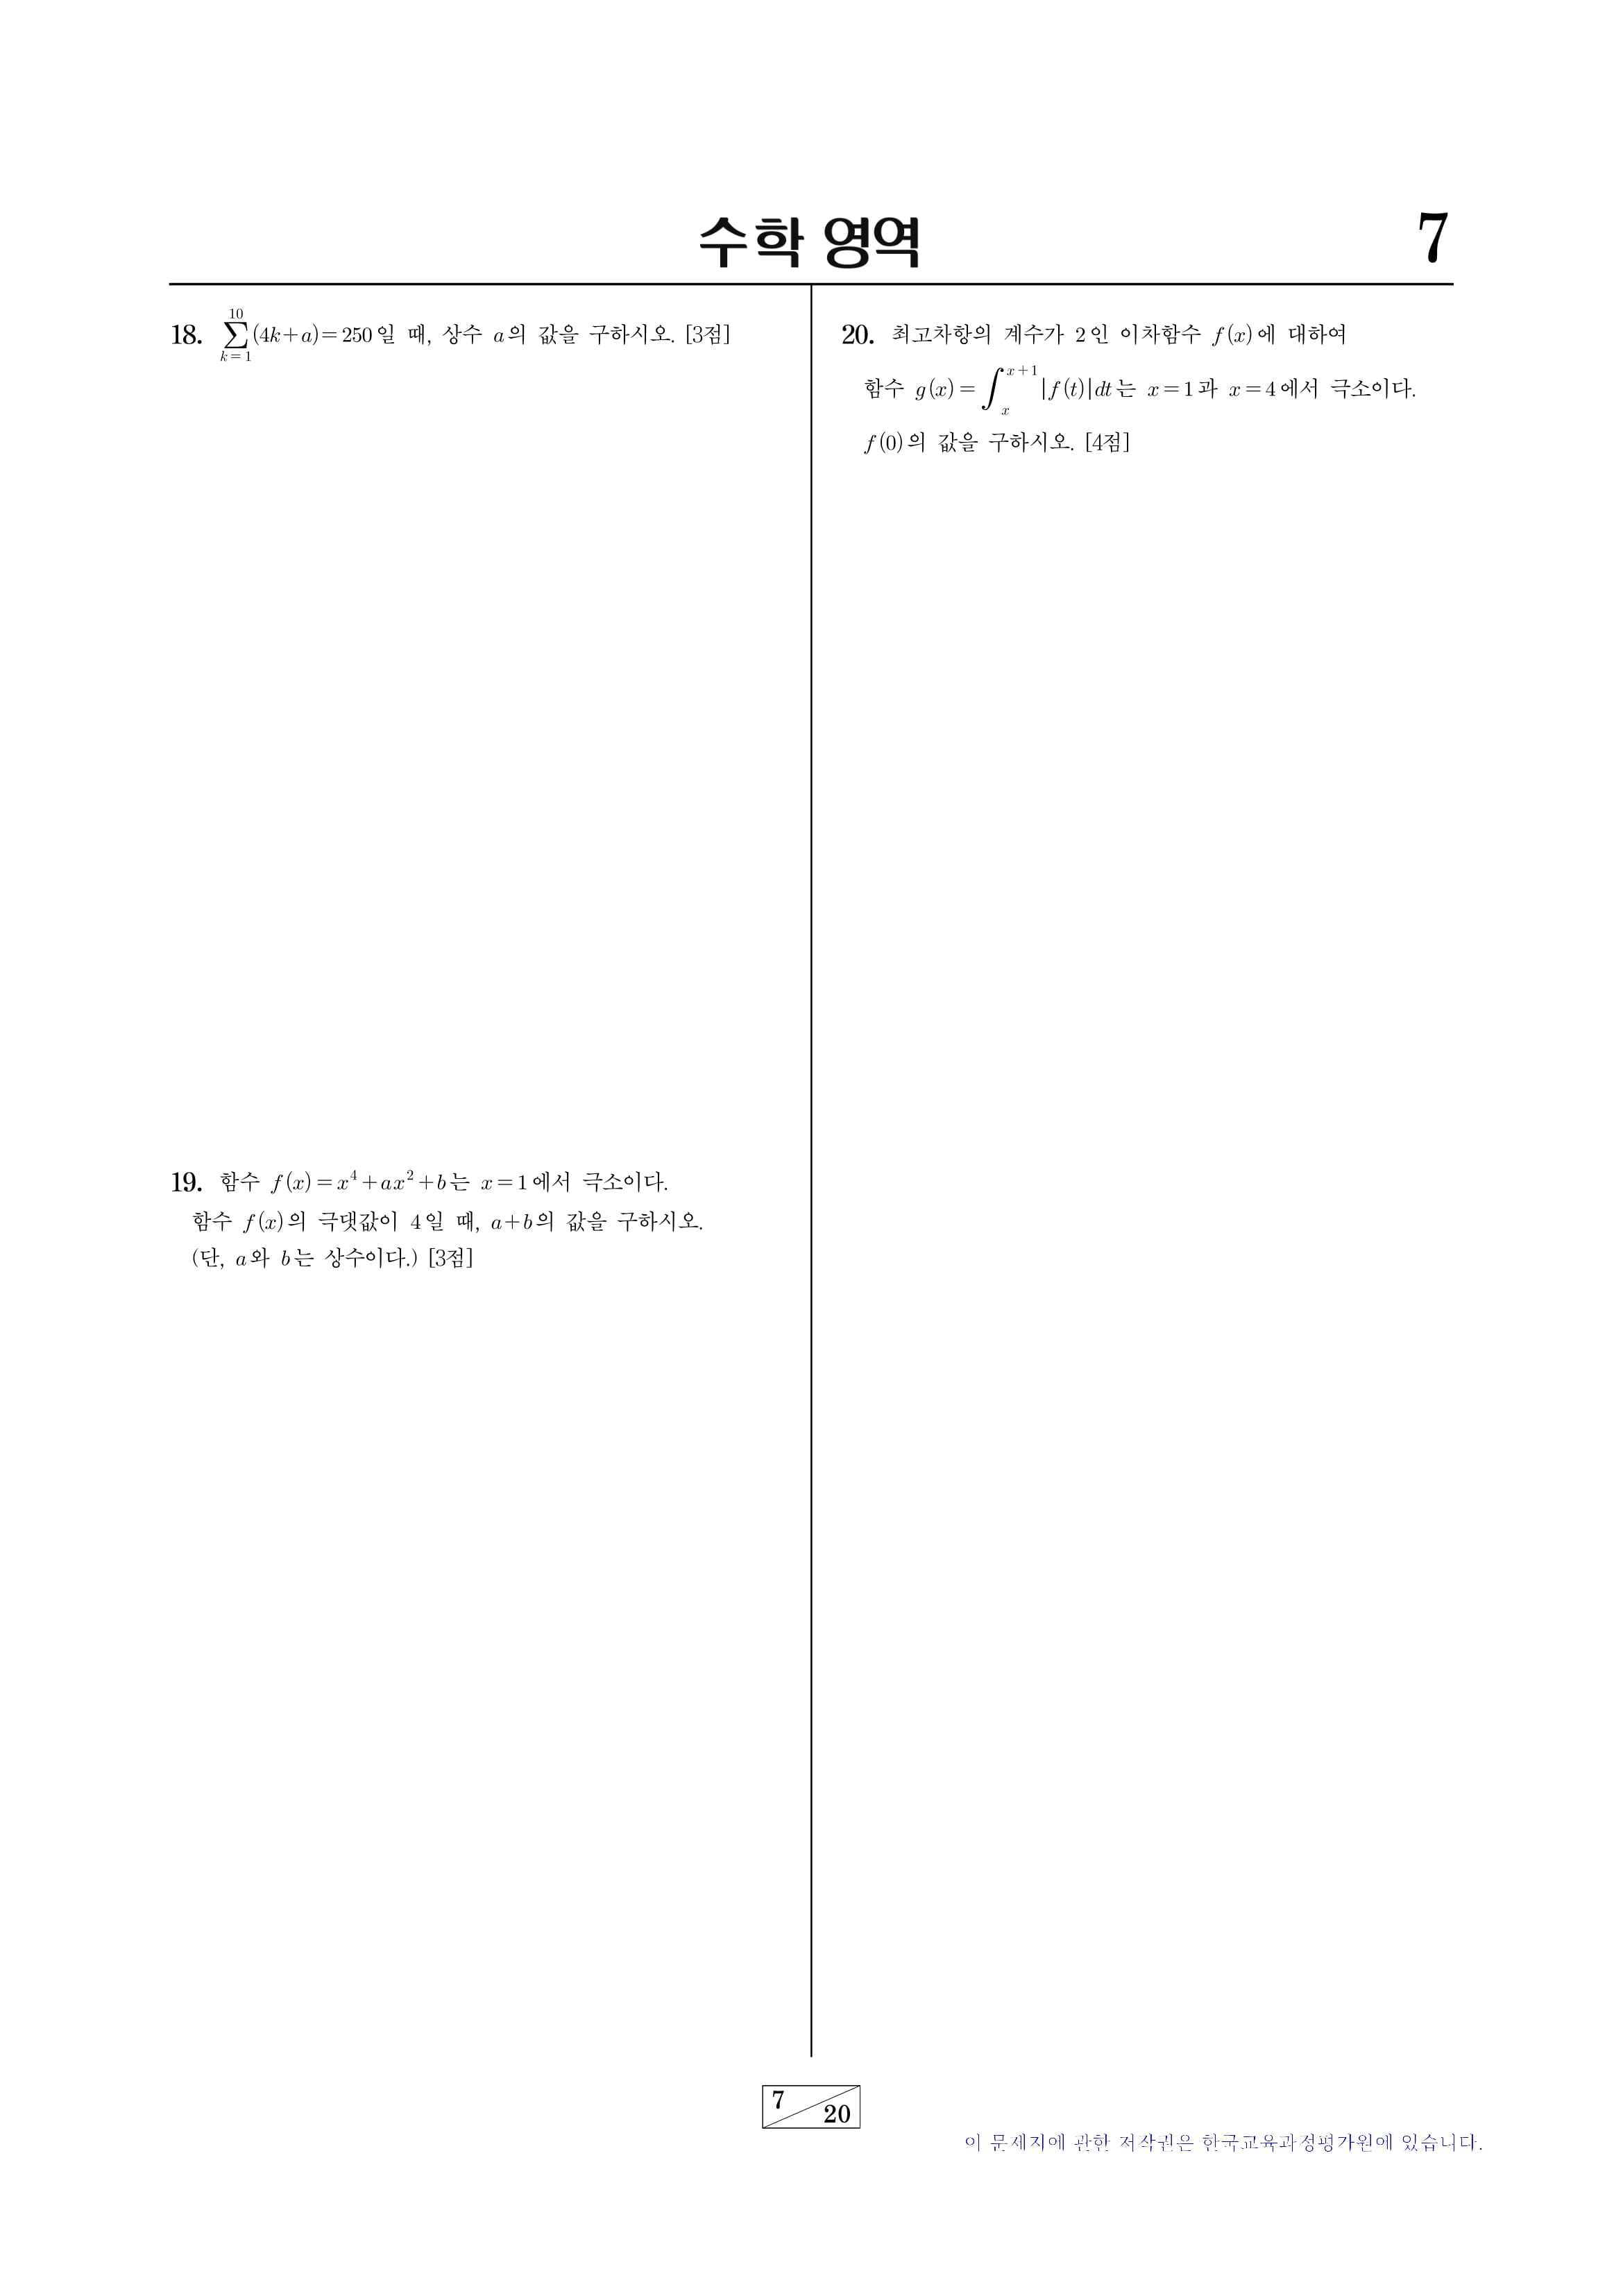 수학 영역
7
18. $\sum_{k=1}^{10}(4k+a)=250$일 때, 상수 $a$의 값을 구하시오. [3점]
19. 함수 $f(x)=x^4+ax^2+b$는 $x=1$에서 극소이다.
함수 $f(x)$의 극댓값이 4일 때, $a+b$의 값을 구하시오.
(단, $a$와 $b$는 상수이다.) [3점]
20. 최고차항의 계수가 2인 이차함수 $f(x)$에 대하여
함수 $g(x)=\int_{x}^{x+1}|f(t)|dt$는 $x=1$과 $x=4$에서 극소이다.
$f(0)$의 값을 구하시오. [4점]
7
20
이 문제지에 관한 저작권은 한국교육과정평가원에 있습니다.